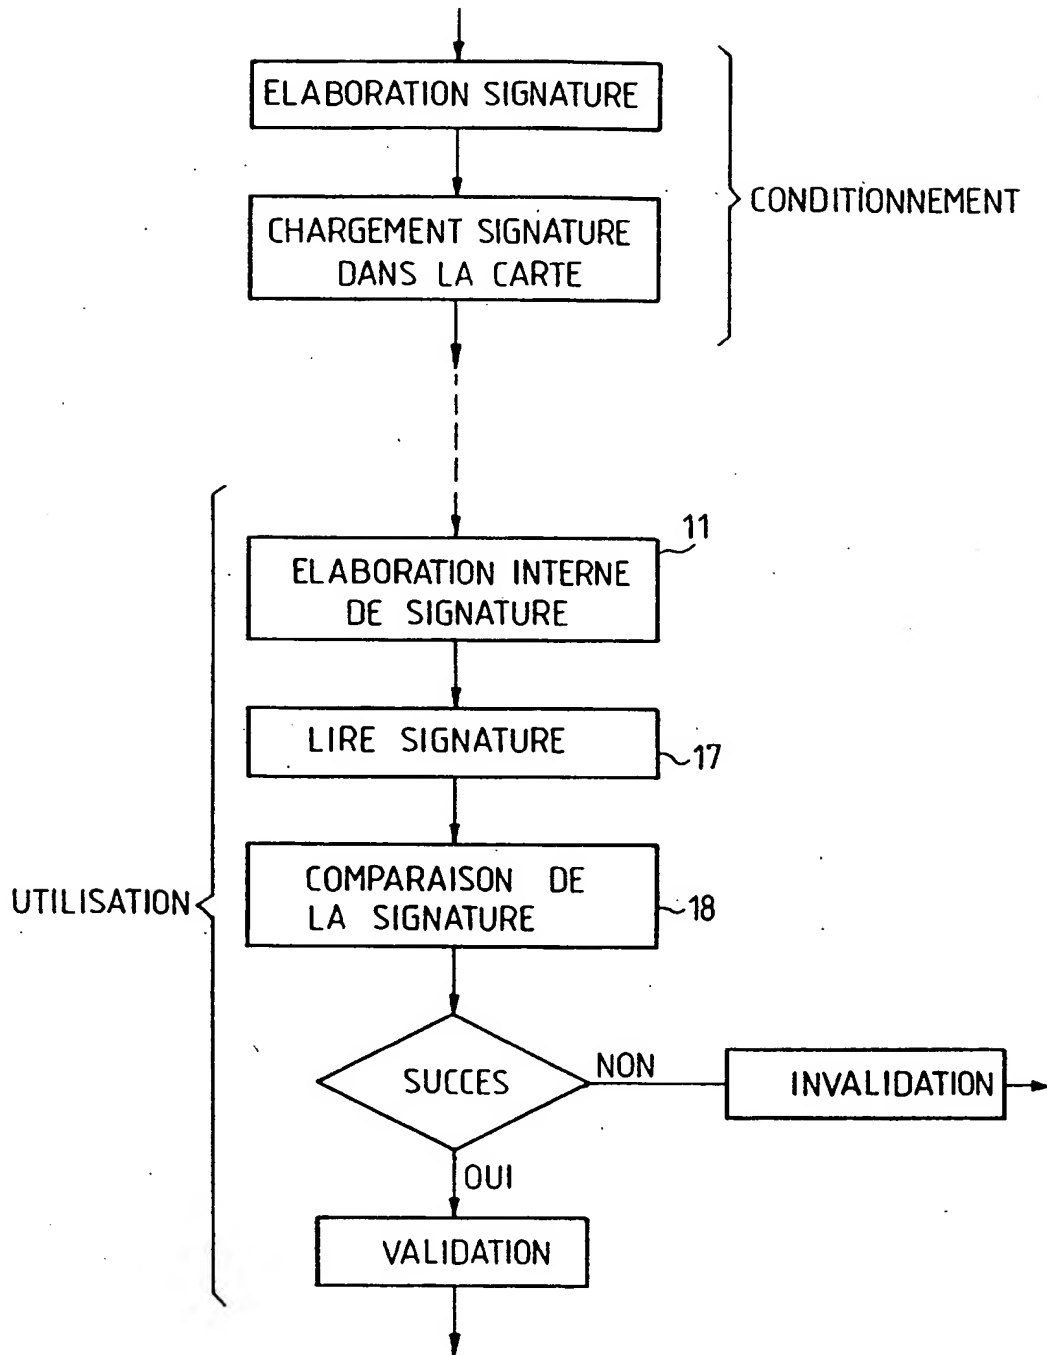 ELABORATION SIGNATURE
CHARGEMENT SIGNATURE
DANS LA CARTE
CONDITIONNEMENT
11
ELABORATION INTERNE
DE SIGNATURE
LIRE SIGNATURE
17
COMPARAISON DE
LA SIGNATURE
18
UTILISATION
SUCCES
NON
INVALIDATION
OUI
VALIDATION